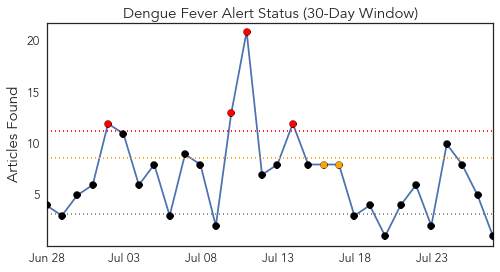 Dengue Fever Alert Status (30-Day Window)
Articles Found
20
15
10
5
Jun 28 Jul 03 Jul 08 Jul 13 Jul 18 Jul 23